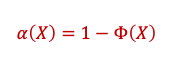 α(X) = 1 − Φ(X)